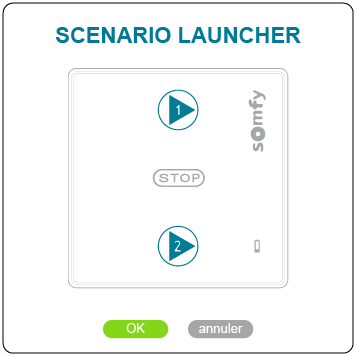 SCENARIO LAUNCHER
1
somfy
STOP
2
OK annuler